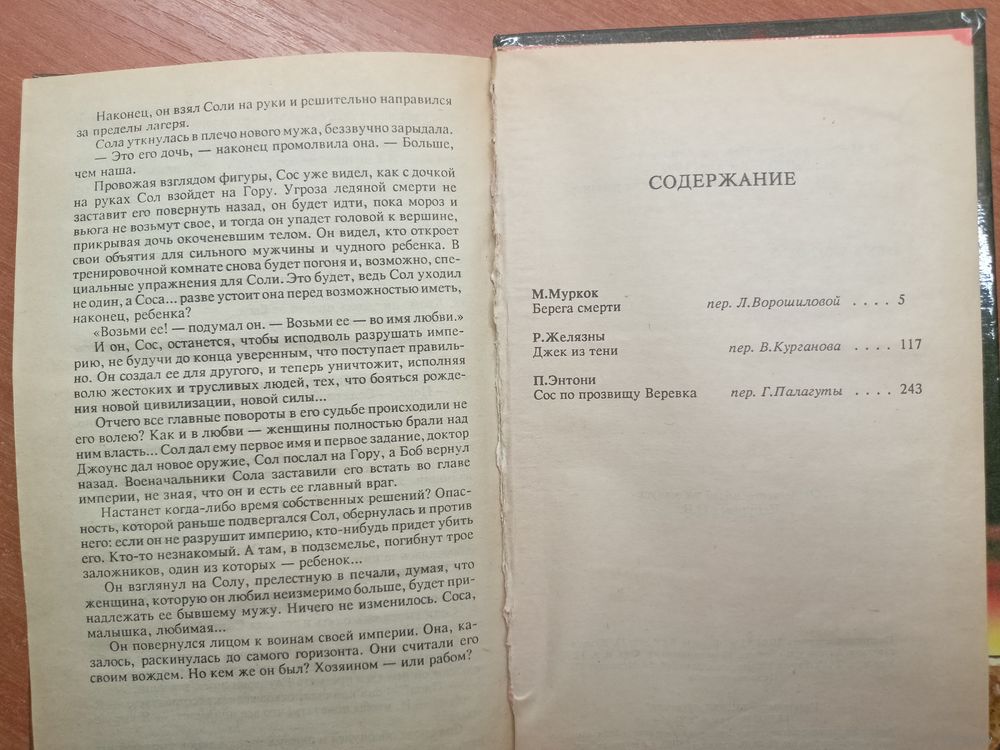 Наконец, он взял Соли на руки и решительно направился
за пределы лагеря.
Сола уткнулась в плечо нового мужа, беззвучно зарыдала.
— Это его дочь, — наконец промолвила она. — Больше,
чем наша.
Провожая взглядом фигуры, Сос уже видел, как с дочкой
на руках Сол взойдет на Гору. Угроза ледяной смерти не
заставит его повернуть назад, он будет идти, пока мороз и
вьюга не возьмут свое, и тогда он упадет головой к вершине,
прикрывая дочь окоченевшим телом. Он видел, кто откроет
свои объятия для сильного мужчины и чудного ребенка. В
тренировочной комнате снова будет погоня и, возможно, спе-
циальные упражнения для Соли. Это будет, ведь Сол уходил
не один, а Соса... разве устоит она перед возможностью иметь,
наконец, ребенка?
«Возьми ее! — подумал он. — Возьми ее — во имя любви.»
И он, Сос, останется, чтобы исподволь разрушать импе-
рию, не будучи до конца уверенным, что поступает правиль-
но. Он создал ее для другого, и теперь уничтожит, исполняя
волю жестоких и трусливых людей, тех, что бояться рожде-
ния новой цивилизации, новой силы...
Отчего все главные повороты в его судьбе происходили не
его волею? Как и в любви — женщины полностью брали над
ним власть... Сол дал ему первое имя и первое задание, доктор
Джоунс дал новое оружие, Сол послал на Гору, а Боб вернул
назад. Военачальники Сола заставили его встать во главе
империи, не зная, что он и есть ее главный враг.
Настанет когда-либо время собственных решений? Опас-
ность, которой раньше подвергался Сол, обернулась и против
него: если он не разрушит империю, кто-нибудь придет убить
его. Кто-то незнакомый. А там, в подземелье, погибнут трое
заложников, один из которых — ребенок...
Он взглянул на Солу, прелестную в печали, думая, что
женщина, которую он любил неизмеримо больше, будет при-
надлежать ее бывшему мужу. Ничего не изменилось. Соса,
малышка, любимая...
Он повернулся лицом к воинам своей империи. Она, ка-
залось, раскинулась до самого горизонта. Они считали его
своим вождем. Но кем же он был? Хозяином — или рабом?
СОДЕРЖАНИЕ
М.Муркок
Берега смерти пер. Л.Ворошиловой . . . . 5
Р.Желязны
Джек из тени пер. В.Курганова . . . . 117
П.Энтони
Сос по прозвищу Веревка пер. Г.Палагуты . . . . 243